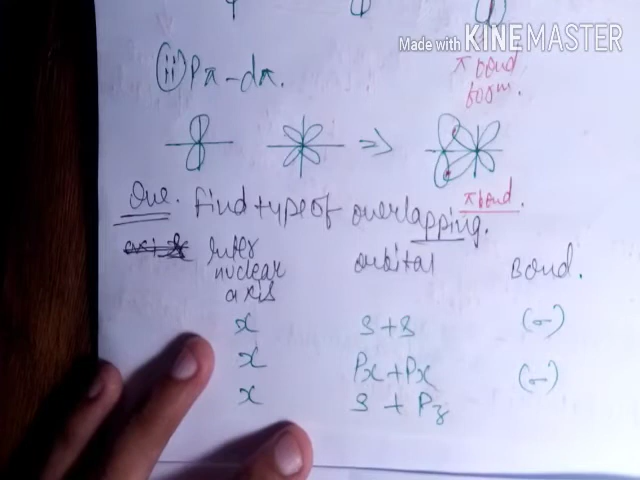 Made with KINEMASTER
π bond
form.
(ii) Pπ-dπ.
⇒
π bond.
Que. Find type of overlapping.
Inter nuclear axis orbital Bond.
x s+s (σ)
x Px+Px (σ)
x s+Pz